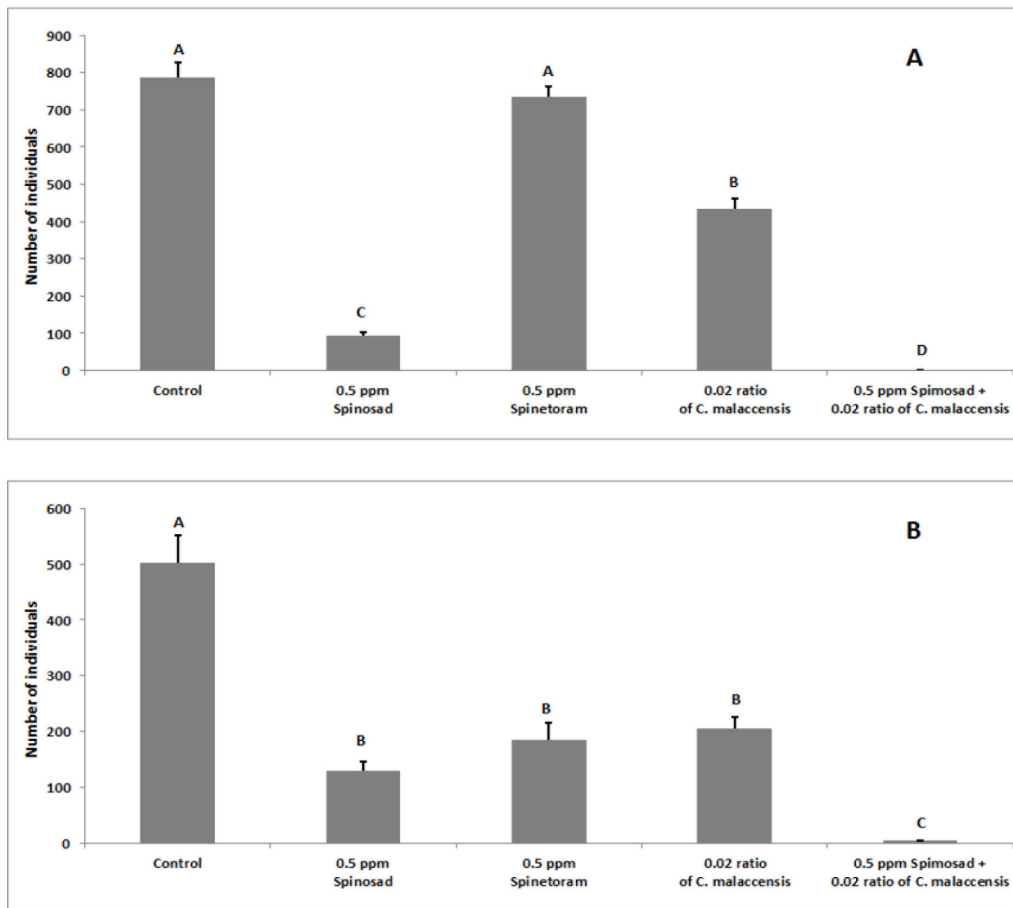 900
800
700
600
500
400
300
200
100
0
Number of individuals
A
C
A
B
D
A
Control
0.5 ppm
Spinosad
0.5 ppm
Spinetoram
0.02 ratio
of C. malaccensis
0.5 ppm Spimosad +
0.02 ratio of C. malaccensis
600
500
400
300
200
100
0
Number of individuals
A
B
B
B
C
B
Control
0.5 ppm
Spinosad
0.5 ppm
Spinetoram
0.02 ratio
of C. malaccensis
0.5 ppm Spimosad +
0.02 ratio of C. malaccensis